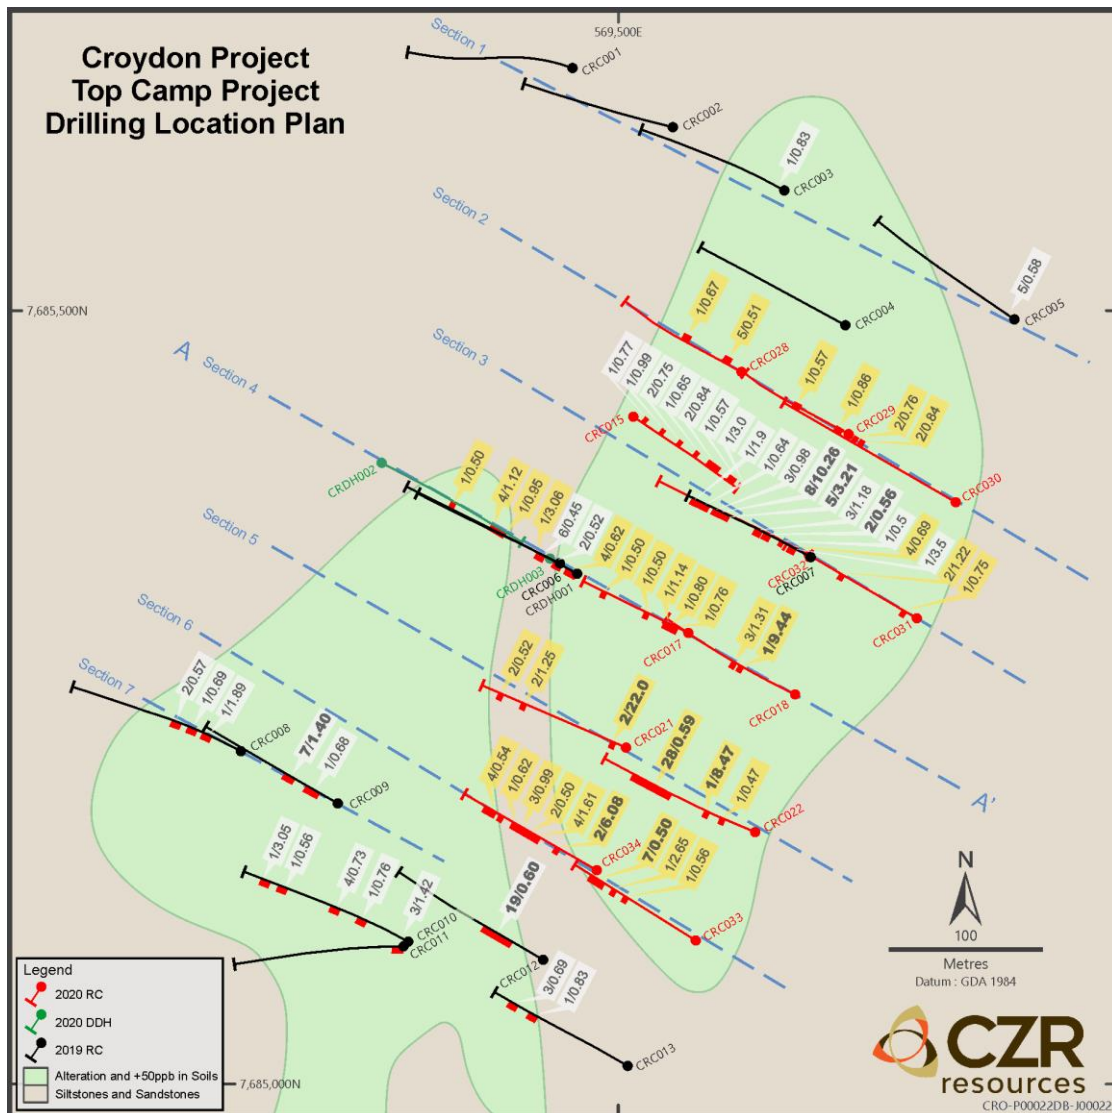 Croydon Project
Top Camp Project
Drilling Location Plan
569,500E
Section 1
CRC001
CRC002
1/0.83
CRC003
5/0.58
CRC005
CRC004
7,685,500N
Section 2
1/0.67
5/0.51
CRC028
1/0.57
1/0.86
CRC029
2/0.76
2/0.84
CRC030
Section 3
CRC015
1/0.77
1/0.99
2/0.75
1/0.65
2/0.84
1/0.57
1/3.0
1/1.9
1/0.64
3/0.98
8/10.26
5/3.21
3/1.18
2/0.56
1/0.5
4/0.69
1/3.5
2/1.22
1/0.75
CRC032
CRC007
CRC031
A
Section 4
CRDH002
1/0.50
4/1.12
1/0.95
1/3.06
6/0.45
2/0.52
4/0.62
1/0.50
1/0.50
1/1.14
1/0.80
1/0.76
3/1.31
1/9.44
CRDH003
CRC006
CRDH001
CRC017
CRC018
A'
Section 5
2/0.52
2/1.25
2/22.0
CRC021
28/0.59
1/8.47
1/0.47
CRC022
Section 6
4/0.54
1/0.62
3/0.99
2/0.50
4/1.61
2/6.08
CRC034
7/0.50
1/2.65
1/0.56
CRC033
Section 7
2/0.57
1/0.69
1/1.89
CRC008
7/1.40
1/0.68
CRC009
1/3.05
1/0.56
4/0.73
1/0.76
3/1.42
CRC010
CRC011
19/0.60
CRC012
3/0.69
1/0.83
CRC013
N
100
Metres
Datum : GDA 1984
Legend
2020 RC
2020 DDH
2019 RC
Alteration and +50ppb in Soils
Siltstones and Sandstones
7,685,000N
CZR
resources
CRO-P00022DB-J00022